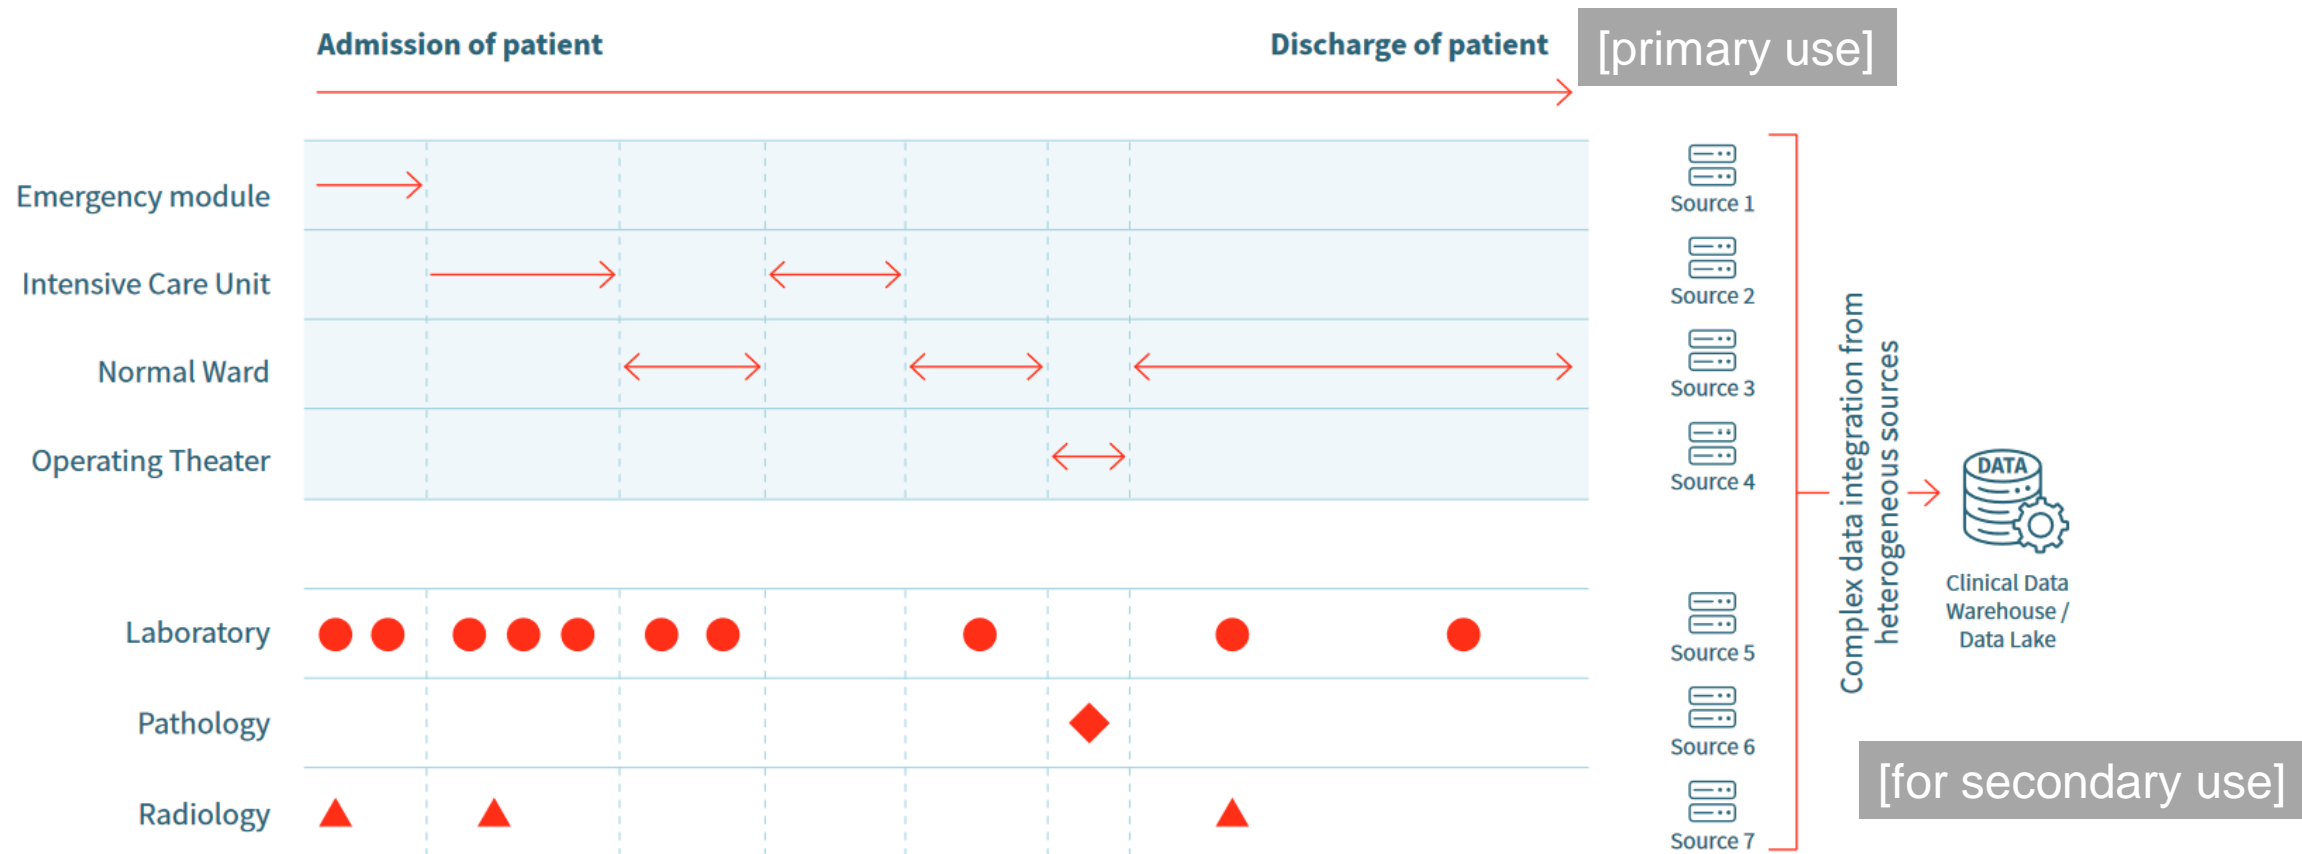 Admission of patient
Discharge of patient
[primary use]
Emergency module
Source 1
Intensive Care Unit
Source 2
Normal Ward
Source 3
Operating Theater
Source 4
Laboratory
Source 5
Pathology
Source 6
Radiology
Source 7
Complex data integration from
heterogeneous sources
DATA
Clinical Data
Warehouse /
Data Lake
[for secondary use]